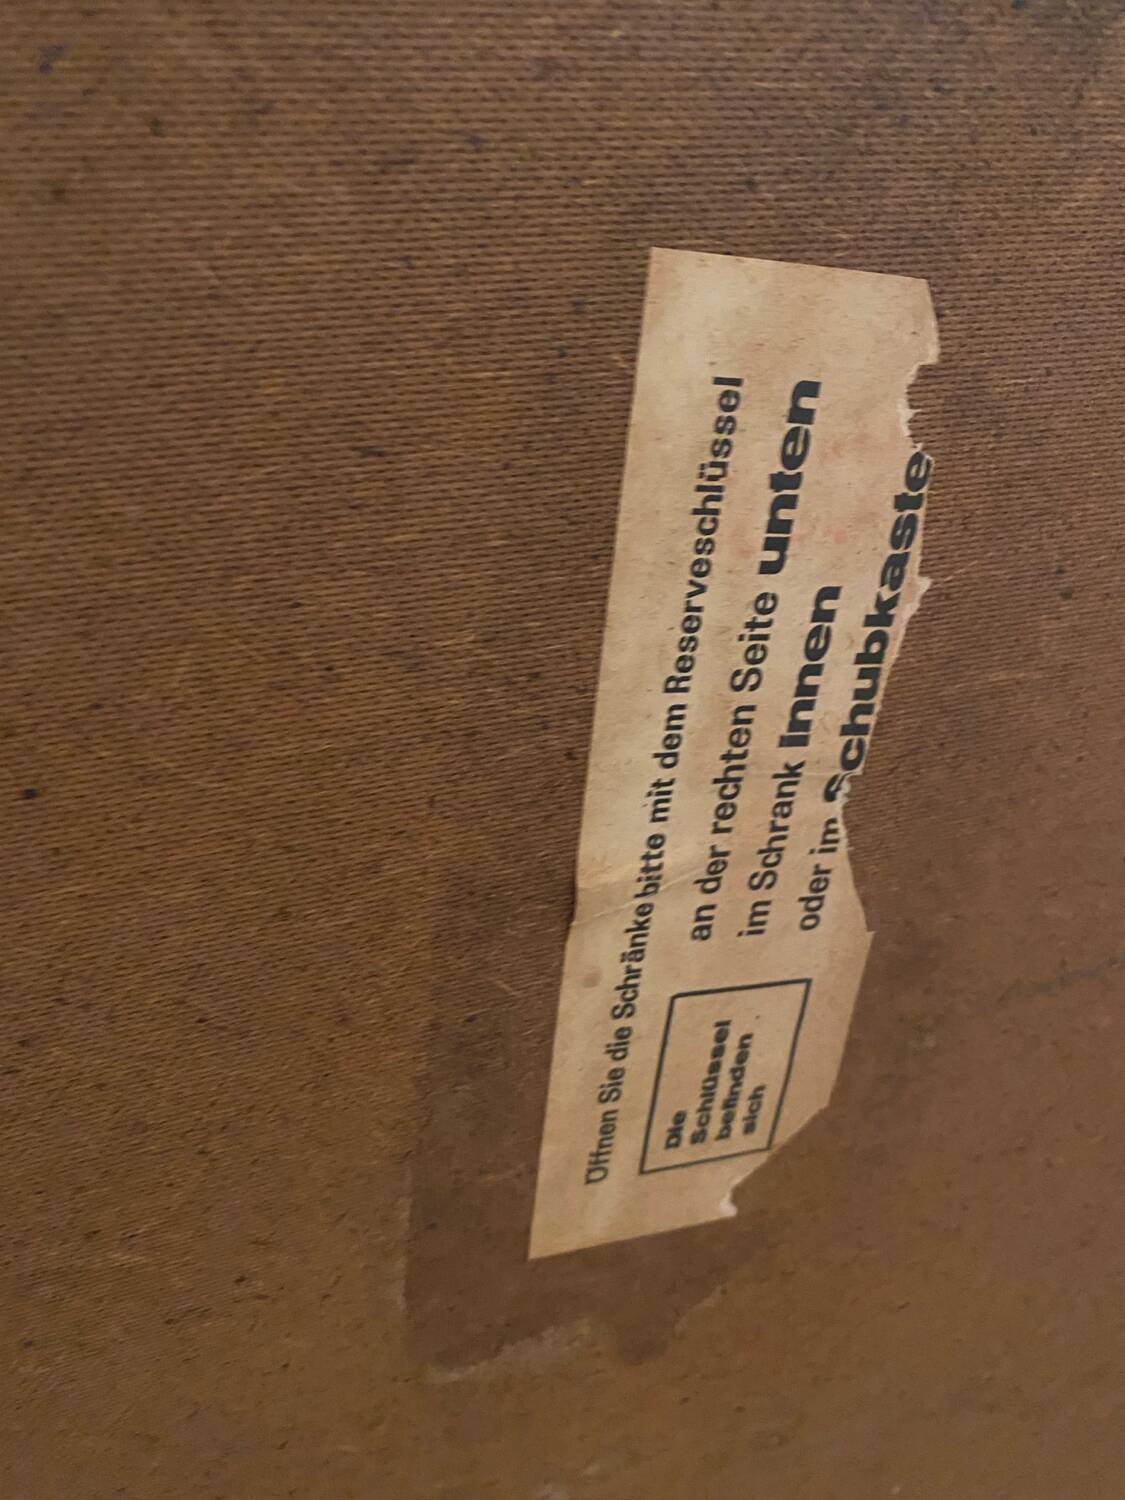 Öffnen Sie die Schränke bitte mit dem Reserveschlüssel
Die
Schlüssel
befinden
sich
an der rechten Seite unten
im Schrank innen
oder im Schubkaste